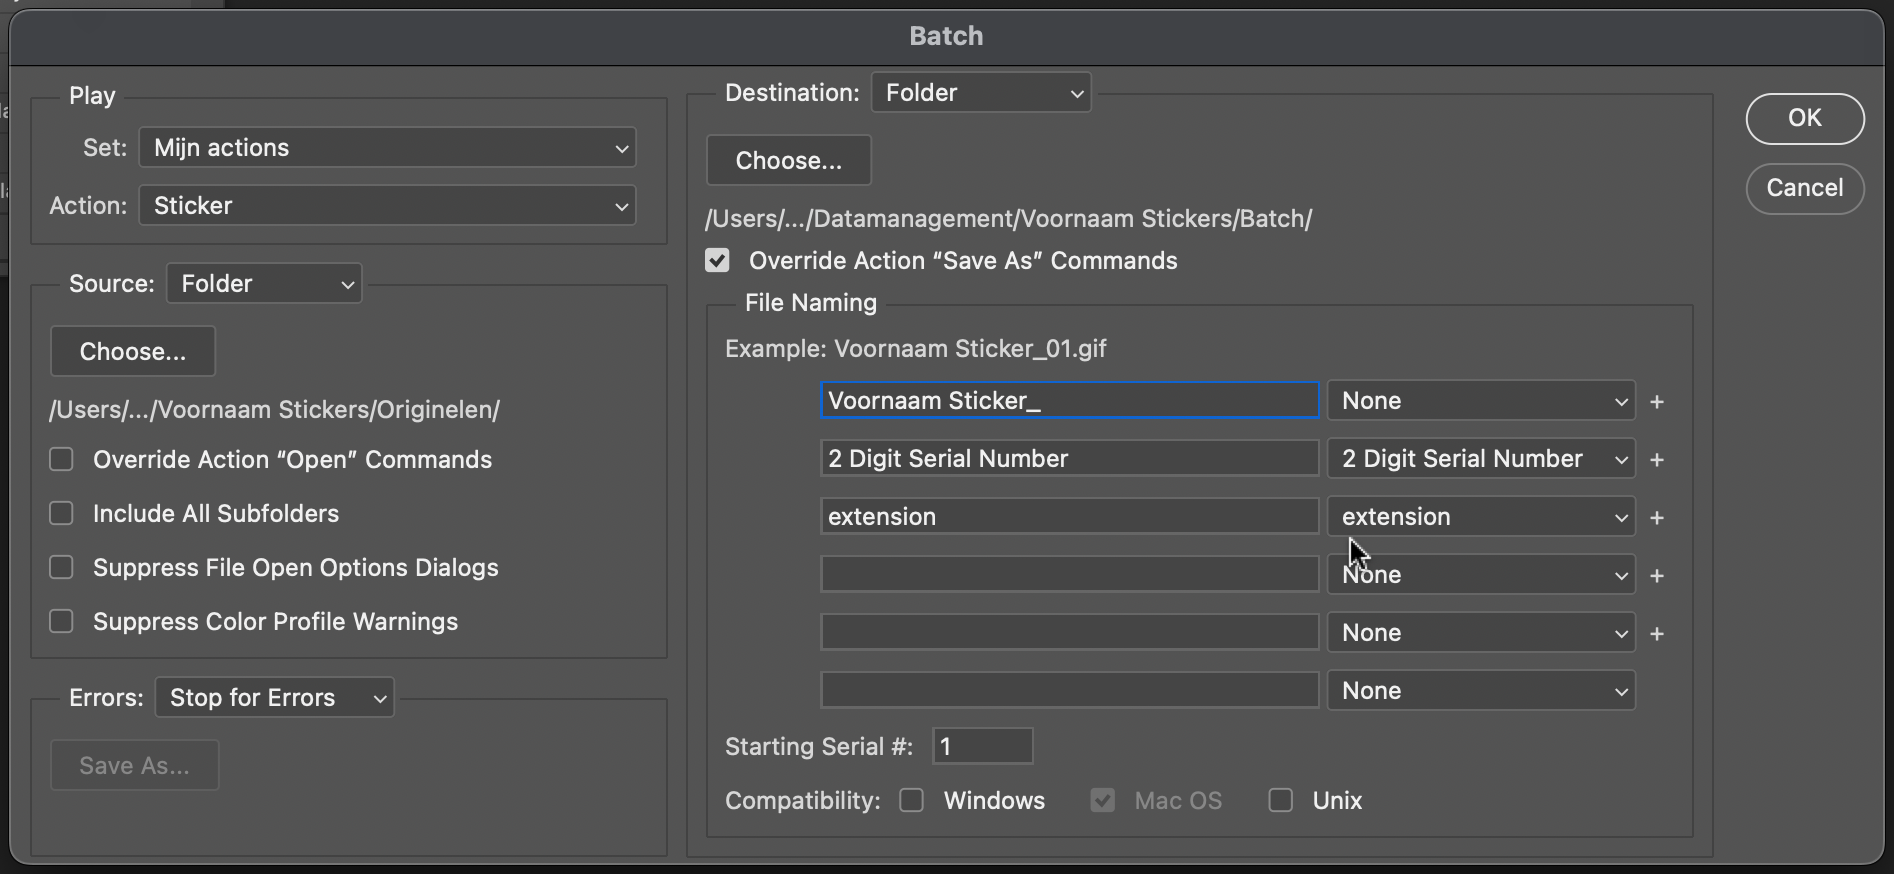 Batch
Play
Set: Mijn actions
Action: Sticker
Source: Folder
Choose...
/Users/.../Voornaam Stickers/Originelen/
Override Action “Open” Commands
Include All Subfolders
Suppress File Open Options Dialogs
Suppress Color Profile Warnings
Errors: Stop for Errors
Save As...
Destination: Folder
Choose...
/Users/.../Datamanagement/Voornaam Stickers/Batch/
Override Action “Save As” Commands
File Naming
Example: Voornaam Sticker_01.gif
Voornaam Sticker_ None +
2 Digit Serial Number 2 Digit Serial Number +
extension extension +
None +
None +
None
Starting Serial #: 1
Compatibility: Windows Mac OS Unix
OK
Cancel